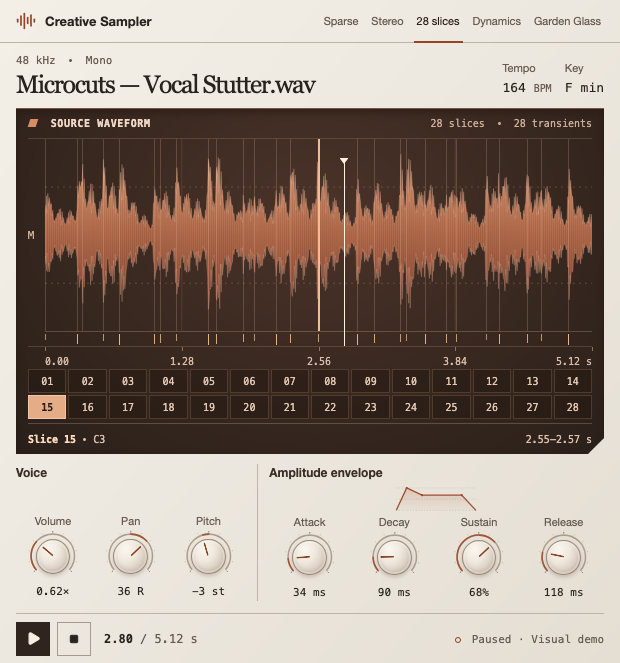 Creative Sampler
Sparse Stereo 28 slices Dynamics Garden Glass
48 kHz • Mono
Microcuts — Vocal Stutter.wav
Tempo Key
164 BPM F min
SOURCE WAVEFORM 28 slices • 28 transients
M
0.00 1.28 2.56 3.84 5.12 s
01 02 03 04 05 06 07 08 09 10 11 12 13 14
15 16 17 18 19 20 21 22 23 24 25 26 27 28
Slice 15 • C3 2.55–2.57 s
Voice Amplitude envelope
Volume Pan Pitch Attack Decay Sustain Release
0.62× 36 R −3 st 34 ms 90 ms 68% 118 ms
2.80 / 5.12 s Paused · Visual demo